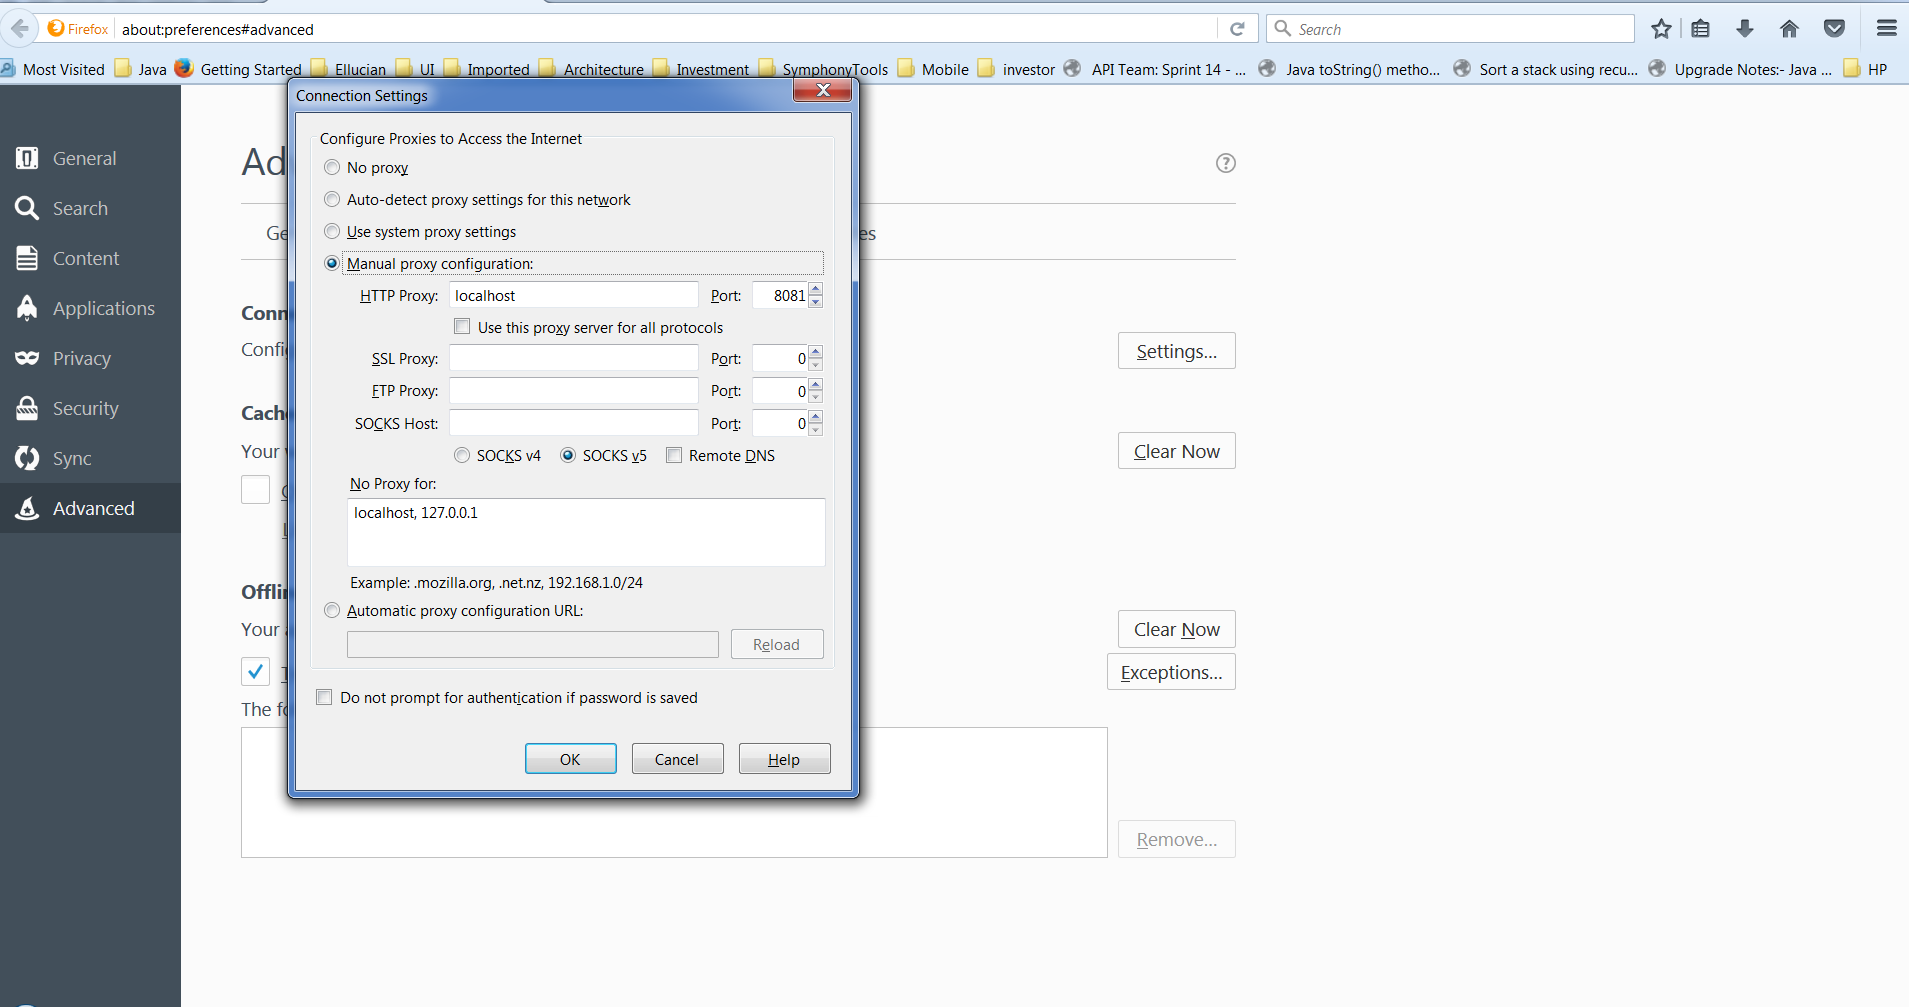 Firefox about:preferences#advanced Search
Most Visited Java Getting Started Ellucian UI Imported Architecture Investment SymphonyTools Mobile investor API Team: Sprint 14 - ... Java toString() metho... Sort a stack using recu... Upgrade Notes:- Java ... HP
General
Search
Content
Applications
Privacy
Security
Sync
Advanced
Connection Settings
Configure Proxies to Access the Internet
No proxy
Auto-detect proxy settings for this network
Use system proxy settings
Manual proxy configuration:
HTTP Proxy: localhost Port: 8081
Use this proxy server for all protocols
SSL Proxy: Port: 0
FTP Proxy: Port: 0
SOCKS Host: Port: 0
SOCKS v4 SOCKS v5 Remote DNS
No Proxy for:
localhost, 127.0.0.1
Example: .mozilla.org, .net.nz, 192.168.1.0/24
Automatic proxy configuration URL:
Reload
Do not prompt for authentication if password is saved
OK Cancel Help
Ad
Ge es
Conn
Confi Settings...
Cache
Your Clear Now
Offlin
Your Clear Now
Exceptions...
The fo
Remove...